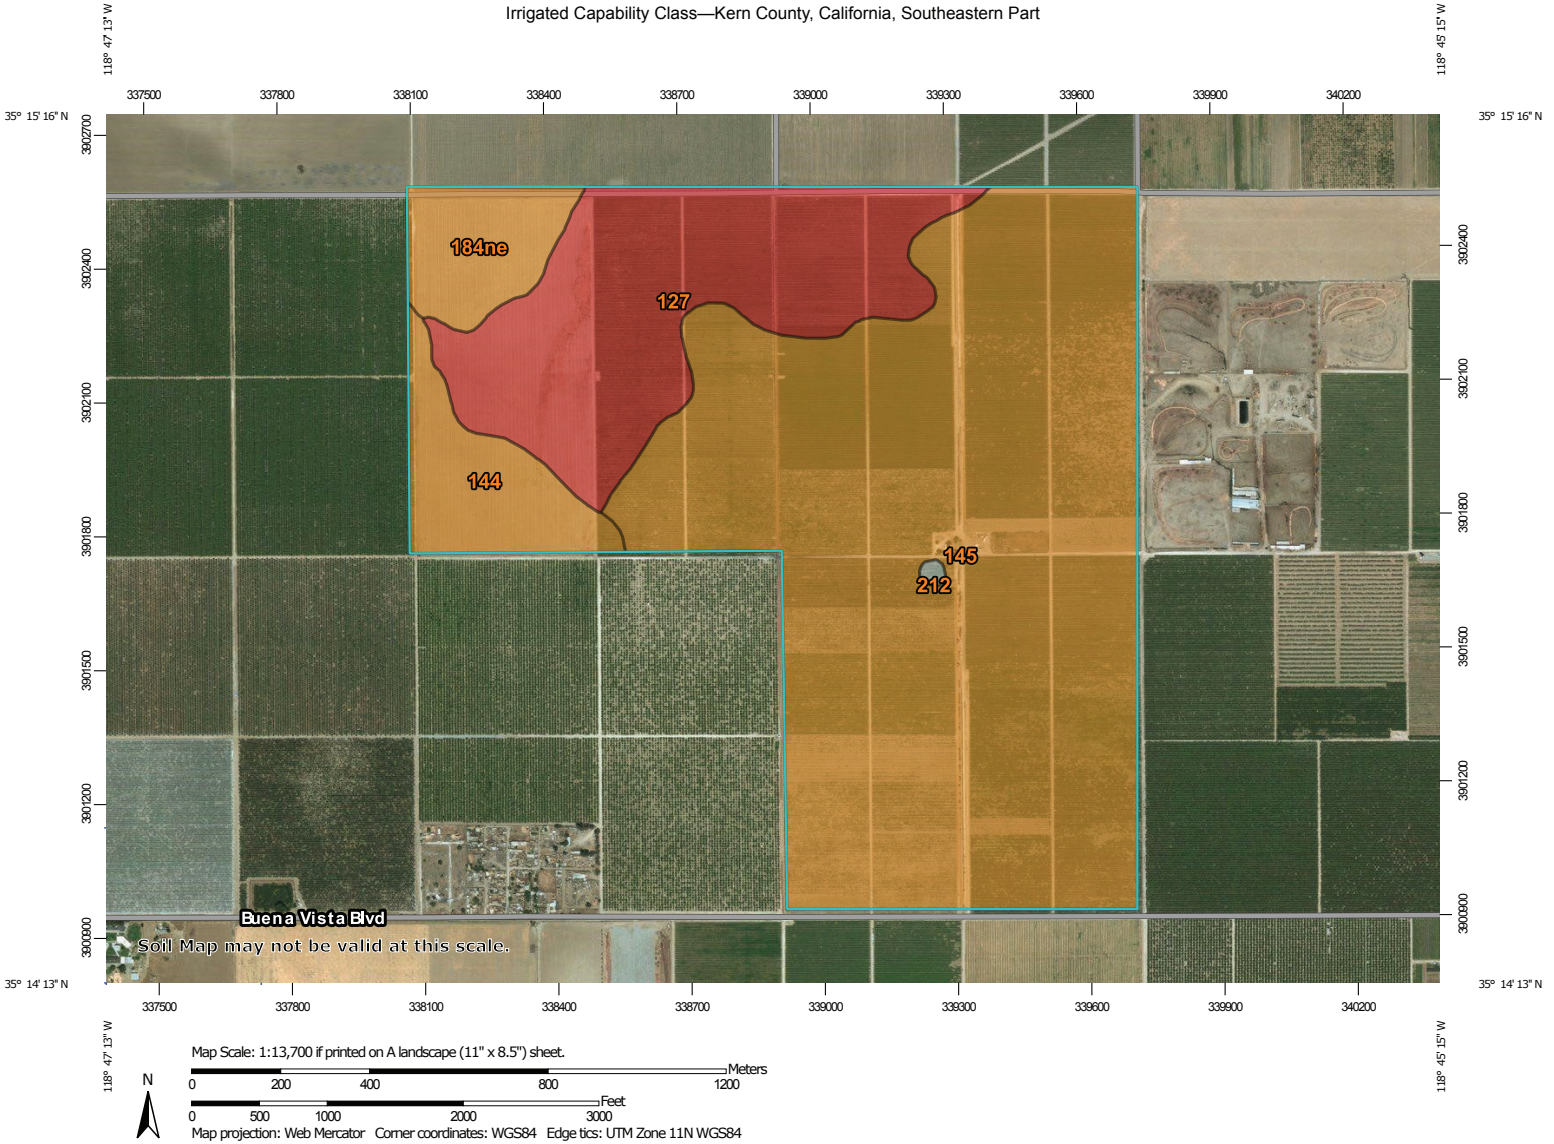 Irrigated Capability Class—Kern County, California, Southeastern Part
118° 47' 13'' W
118° 45' 15'' W
337500 337800 338100 338400 338700 339000 339300 339600 339900 340200
35° 15' 16'' N
35° 15' 16'' N
3902700
3902400
3902100
3901800
3901500
3901200
3900900
3902400
3902100
3901800
3901500
3901200
3900900
184ne
127
144
145
212
Buena Vista Blvd
Soil Map may not be valid at this scale.
35° 14' 13'' N
35° 14' 13'' N
337500 337800 338100 338400 338700 339000 339300 339600 339900 340200
118° 47' 13'' W
118° 45' 15'' W
Map Scale: 1:13,700 if printed on A landscape (11" x 8.5") sheet.
N
Meters
0 200 400 800 1200
Feet
0 500 1000 2000 3000
Map projection: Web Mercator Corner coordinates: WGS84 Edge tics: UTM Zone 11N WGS84